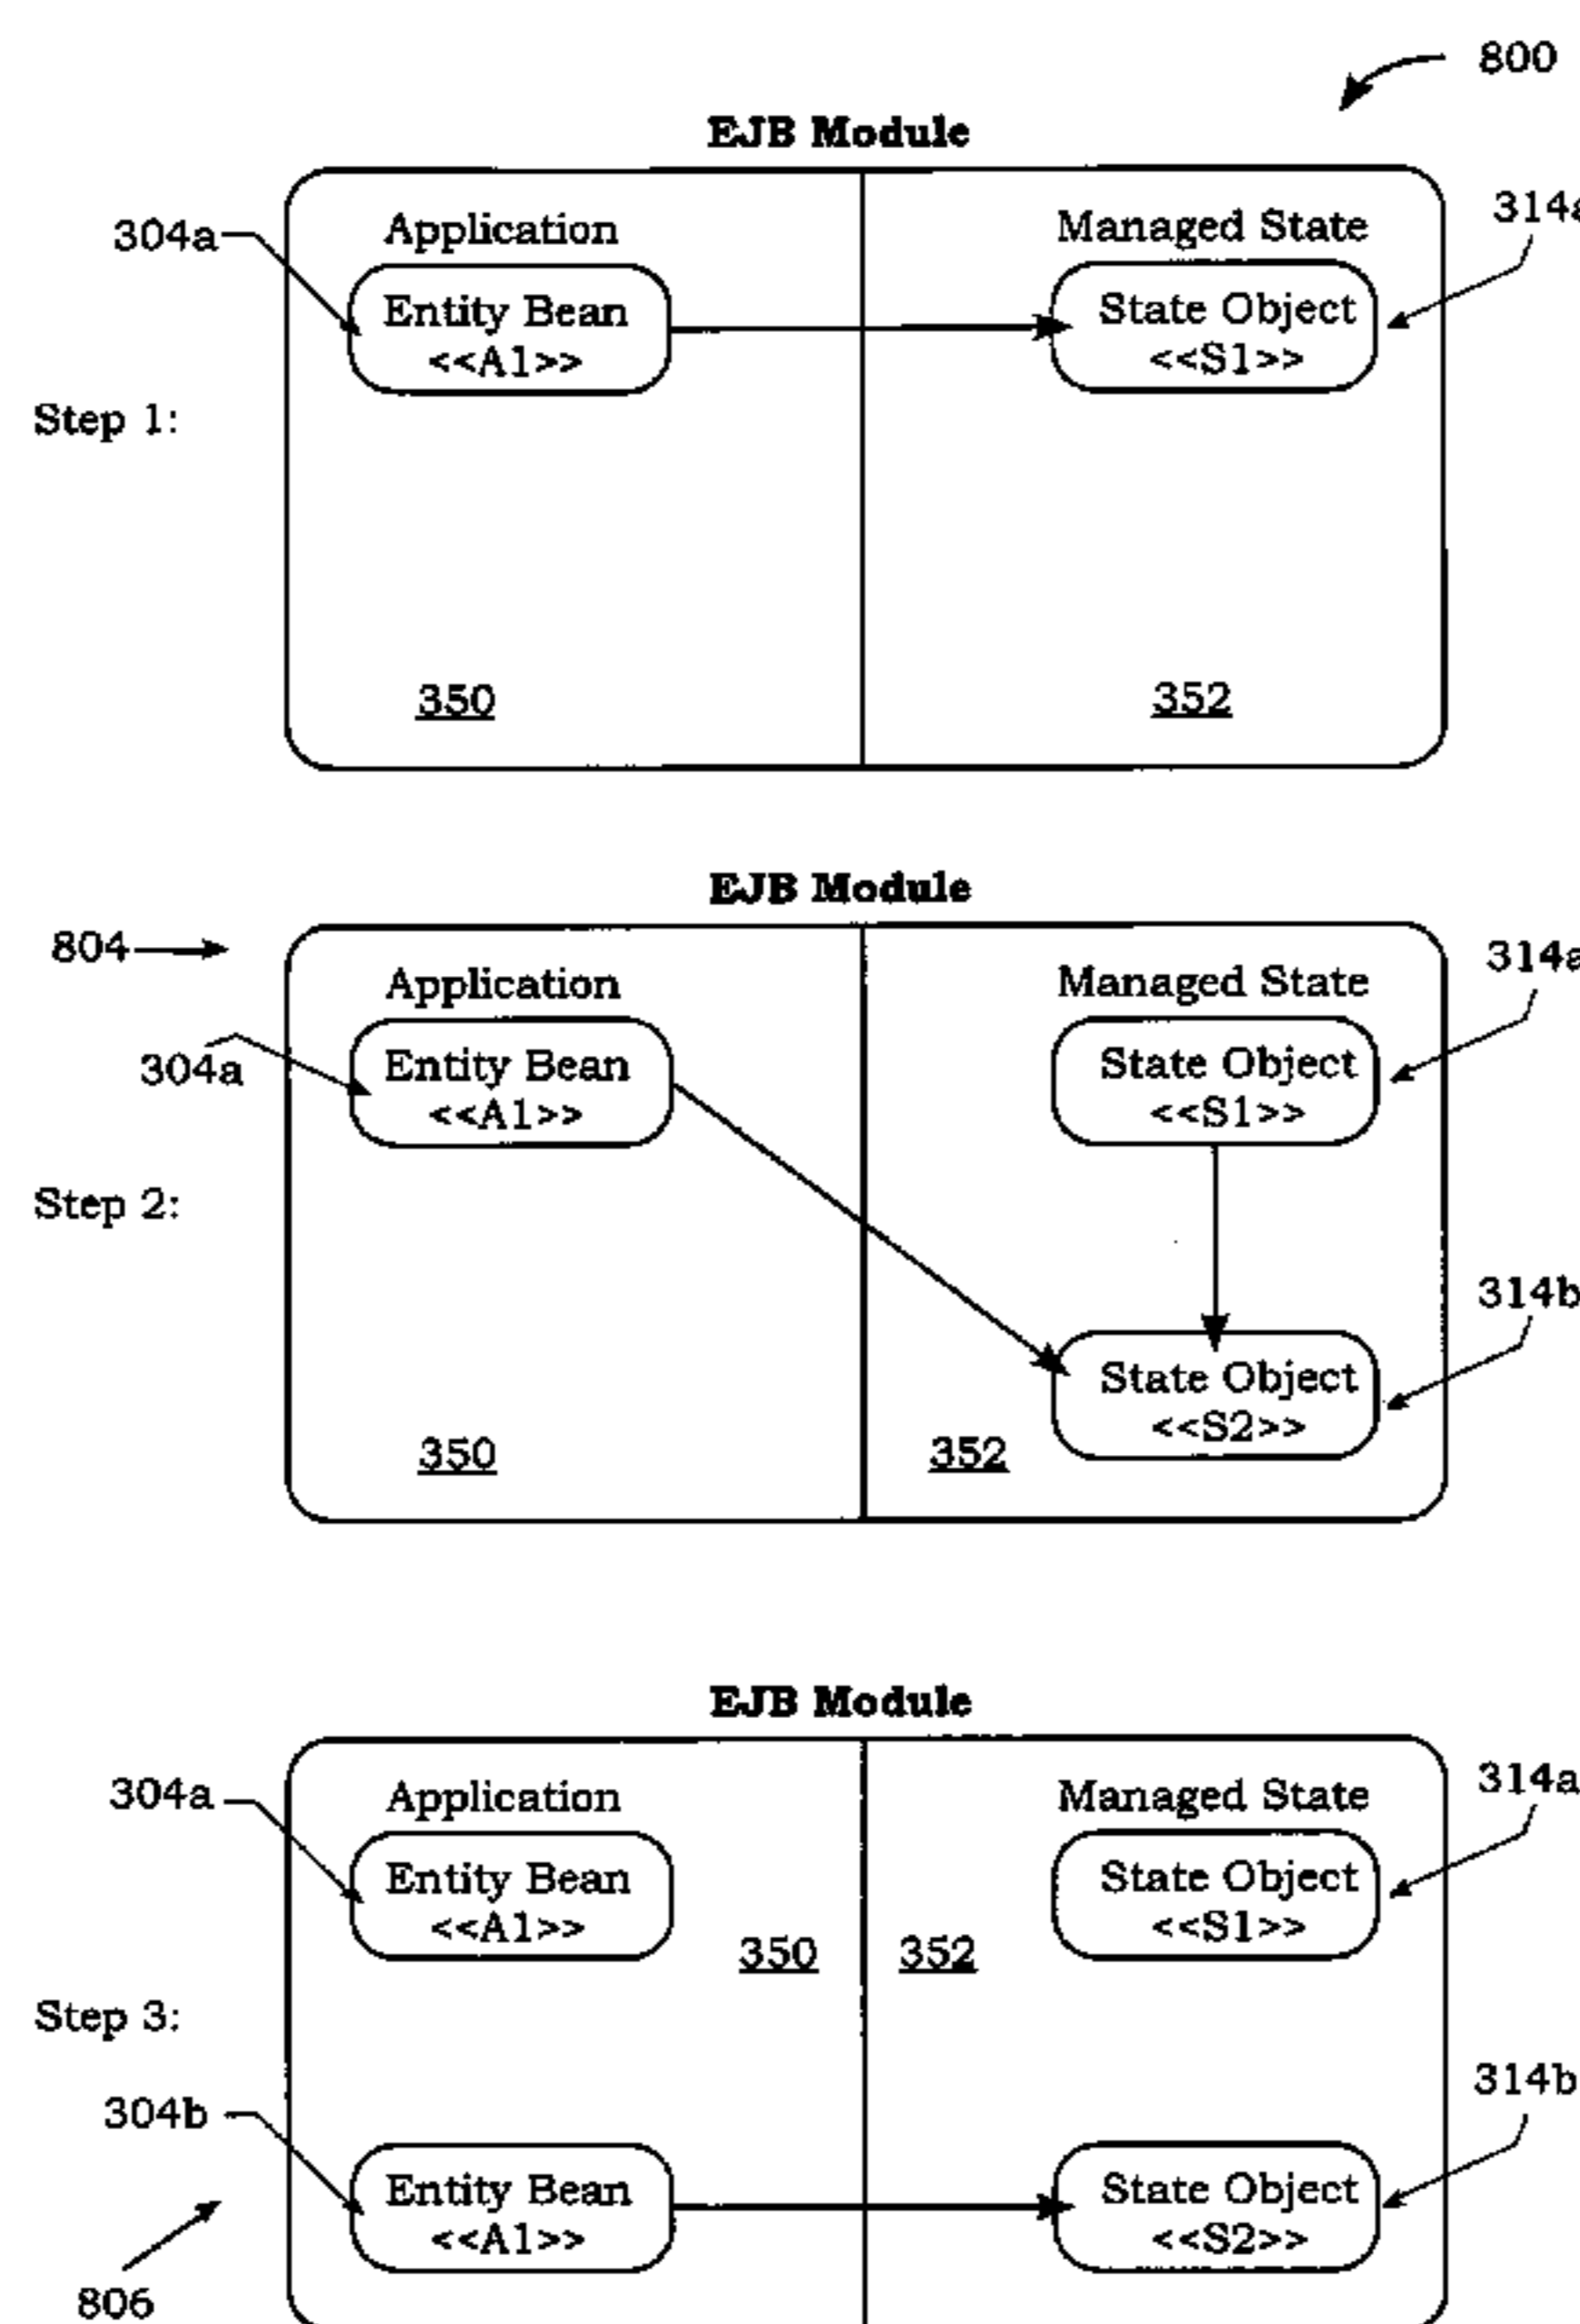 800
EJB Module
304a
Application
Managed State
314a
Entity Bean
<<A1>>
State Object
<<S1>>
Step 1:
350
352
EJB Module
804
Application
Managed State
314a
304a
Entity Bean
<<A1>>
State Object
<<S1>>
Step 2:
314b
State Object
<<S2>>
350
352
EJB Module
304a
Application
Managed State
314a
Entity Bean
<<A1>>
State Object
<<S1>>
350
352
Step 3:
304b
314b
Entity Bean
<<A1>>
State Object
<<S2>>
806